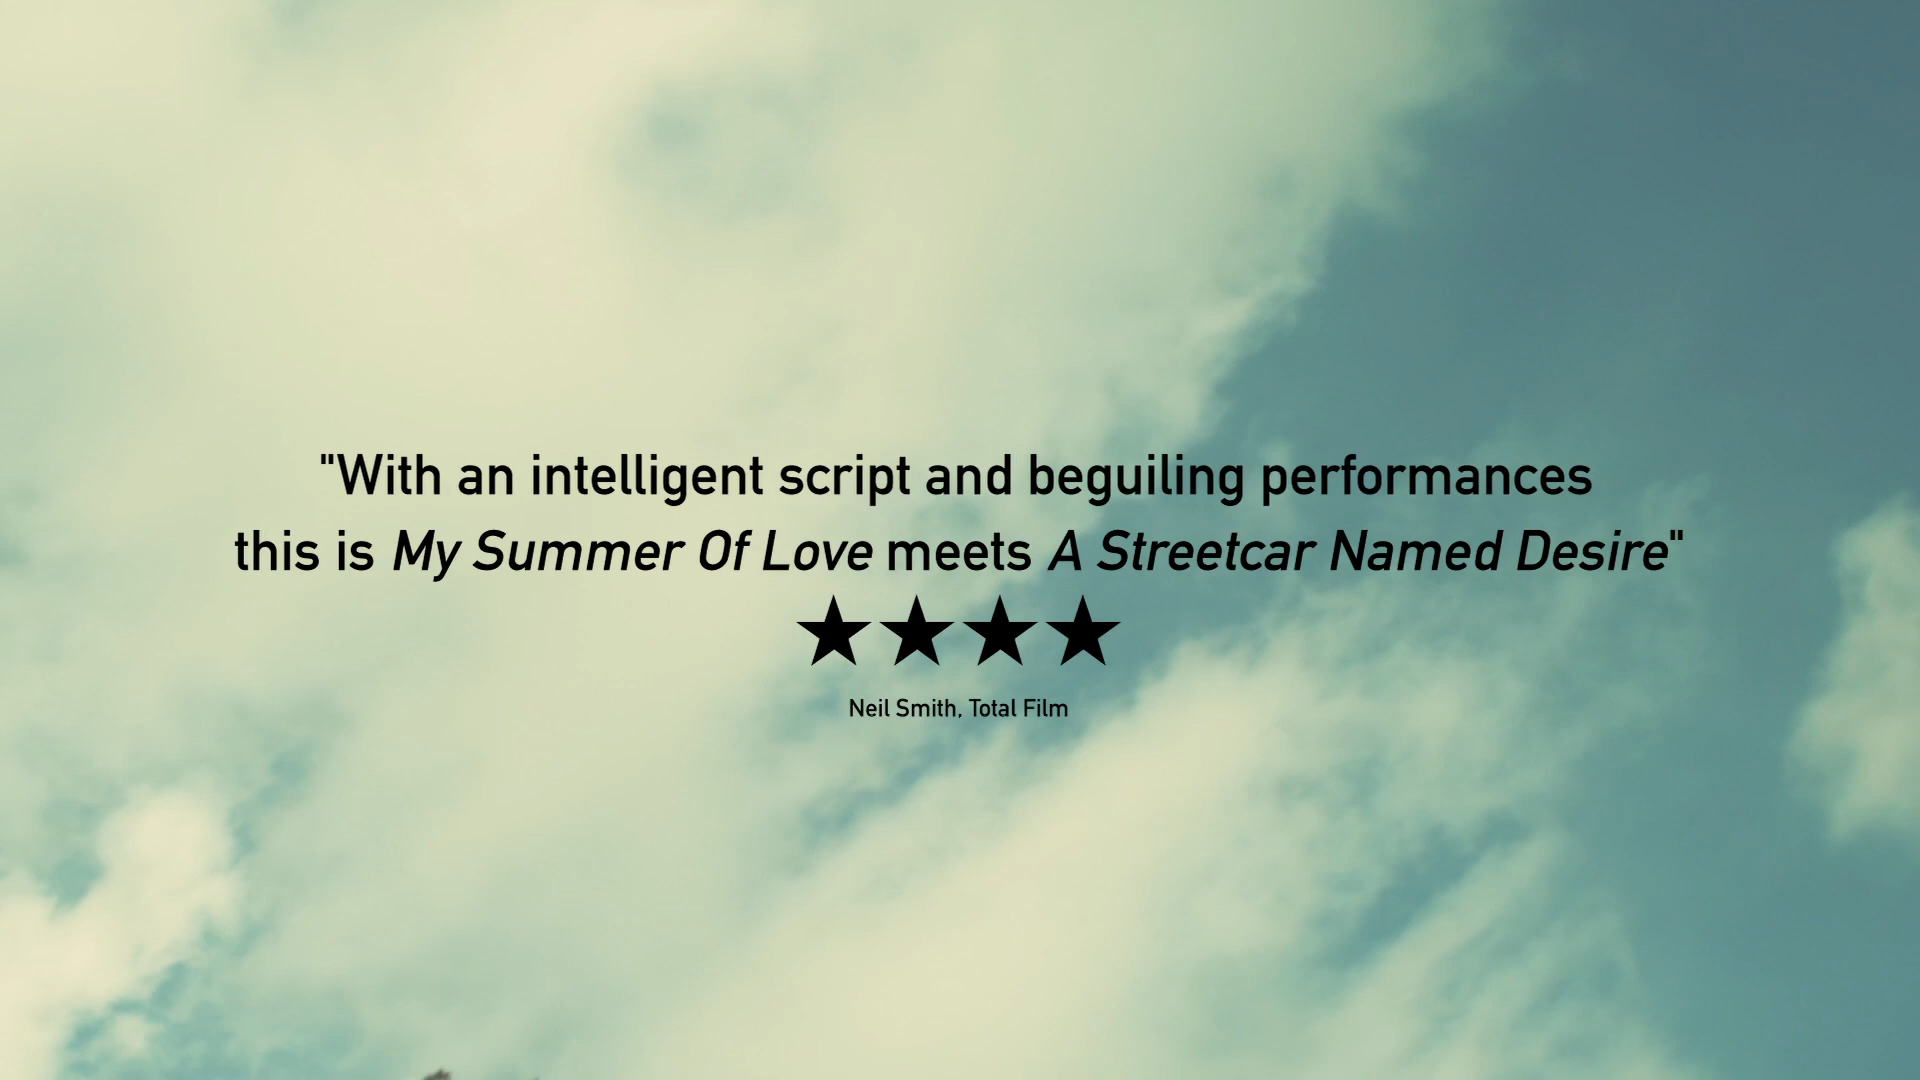 "With an intelligent script and beguiling performances
this is My Summer Of Love meets A Streetcar Named Desire"
★★★★
Neil Smith, Total Film